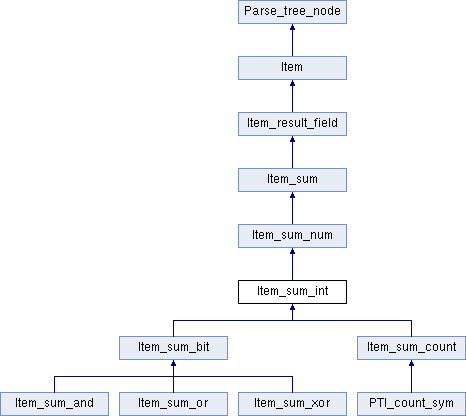 Parse_tree_node
Item
Item_result_field
Item_sum
Item_sum_num
Item_sum_int
Item_sum_bit
Item_sum_count
Item_sum_and
Item_sum_or
Item_sum_xor
PTI_count_sym